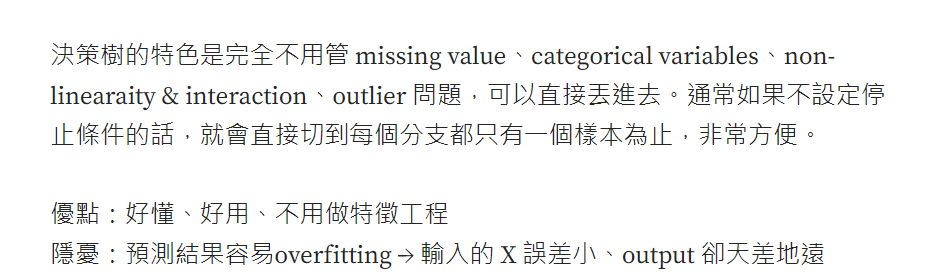 決策樹的特色是完全不用管 missing value、categorical variables、non-
linearaity & interaction、outlier 問題，可以直接丟進去。通常如果不設定停
止條件的話，就會直接切到每個分支都只有一個樣本為止，非常方便。
優點：好懂、好用、不用做特徵工程
隱憂：預測結果容易overfitting → 輸入的 X 誤差小、output 卻天差地遠